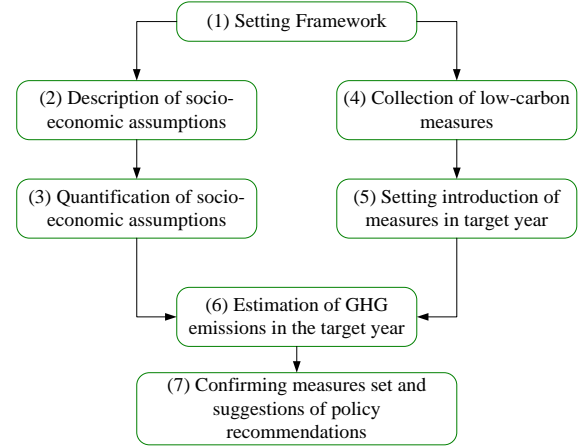 (1) Setting Framework
(2) Description of socio-
economic assumptions
(4) Collection of low-carbon
measures
(3) Quantification of socio-
economic assumptions
(5) Setting introduction of
measures in target year
(6) Estimation of GHG
emissions in the target year
(7) Confirming measures set and
suggestions of policy
recommendations